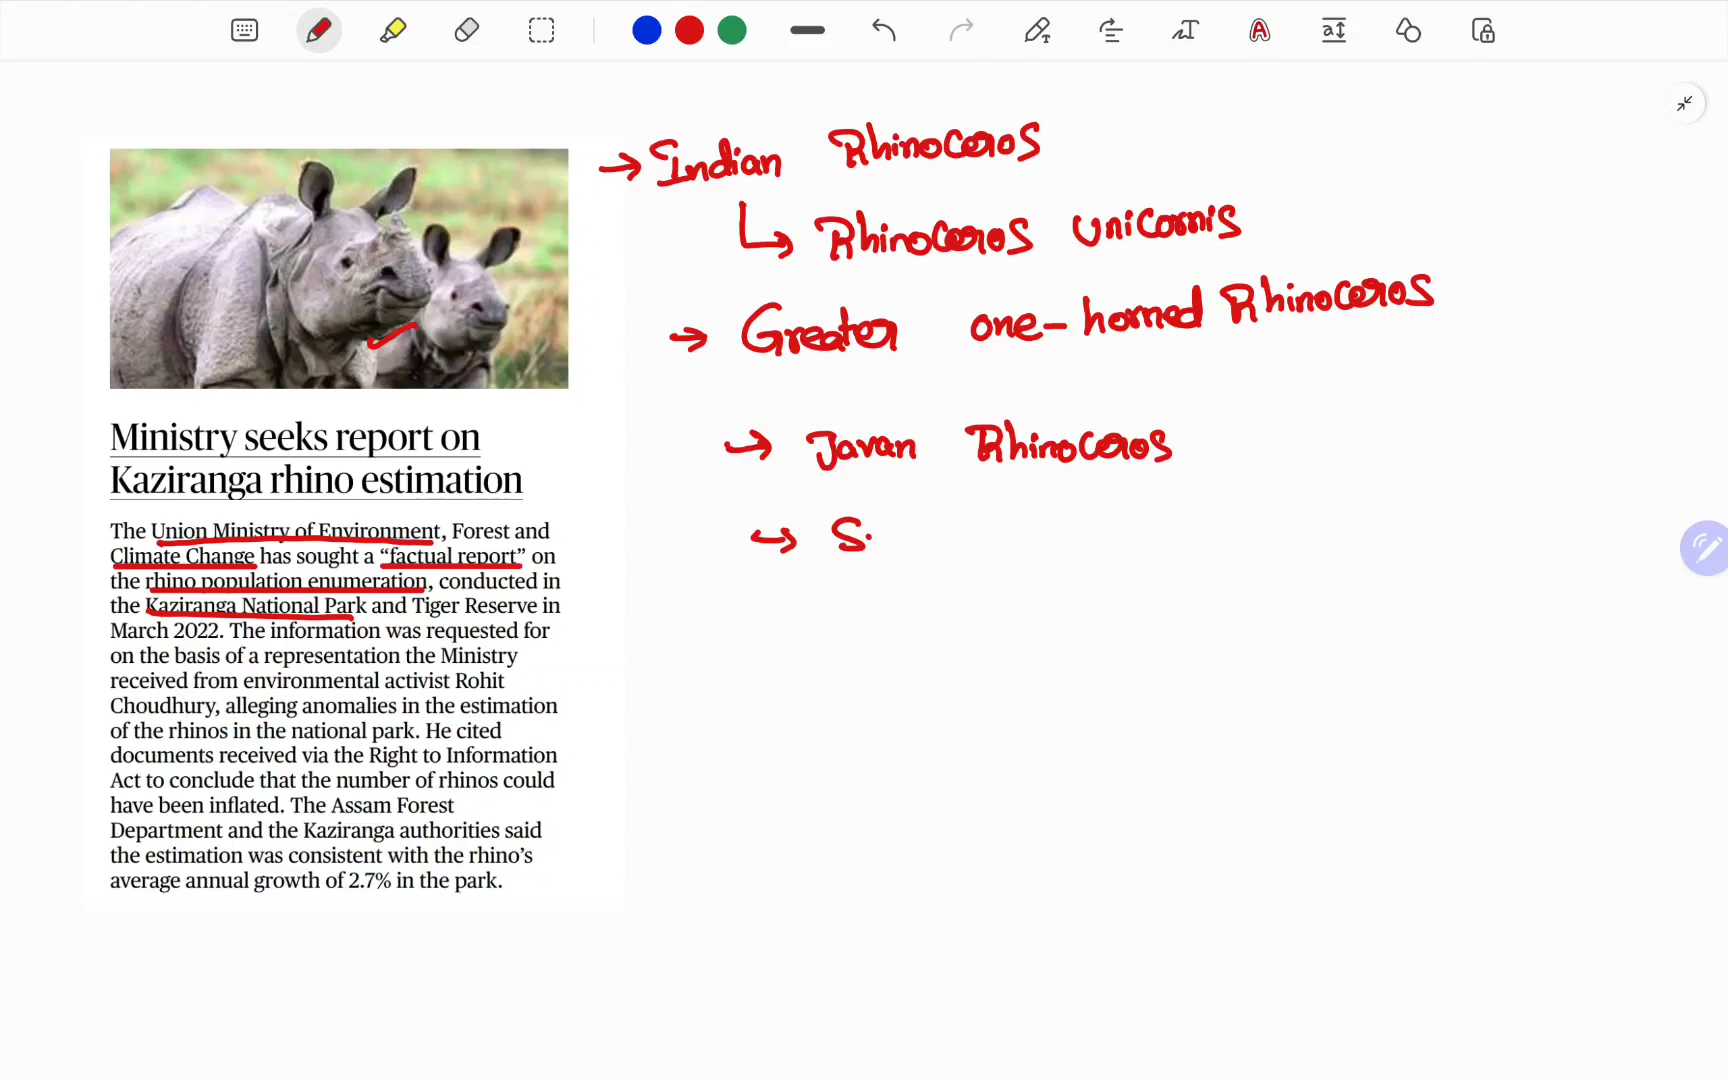 → Indian Rhinoceros
↳ Rhinoceros unicornis
→ Greater one-horned Rhinoceros
→ Javan Rhinoceros
→ S
Ministry seeks report on
Kaziranga rhino estimation
The Union Ministry of Environment, Forest and
Climate Change has sought a “factual report” on
the rhino population enumeration, conducted in
the Kaziranga National Park and Tiger Reserve in
March 2022. The information was requested for
on the basis of a representation the Ministry
received from environmental activist Rohit
Choudhury, alleging anomalies in the estimation
of the rhinos in the national park. He cited
documents received via the Right to Information
Act to conclude that the number of rhinos could
have been inflated. The Assam Forest
Department and the Kaziranga authorities said
the estimation was consistent with the rhino’s
average annual growth of 2.7% in the park.